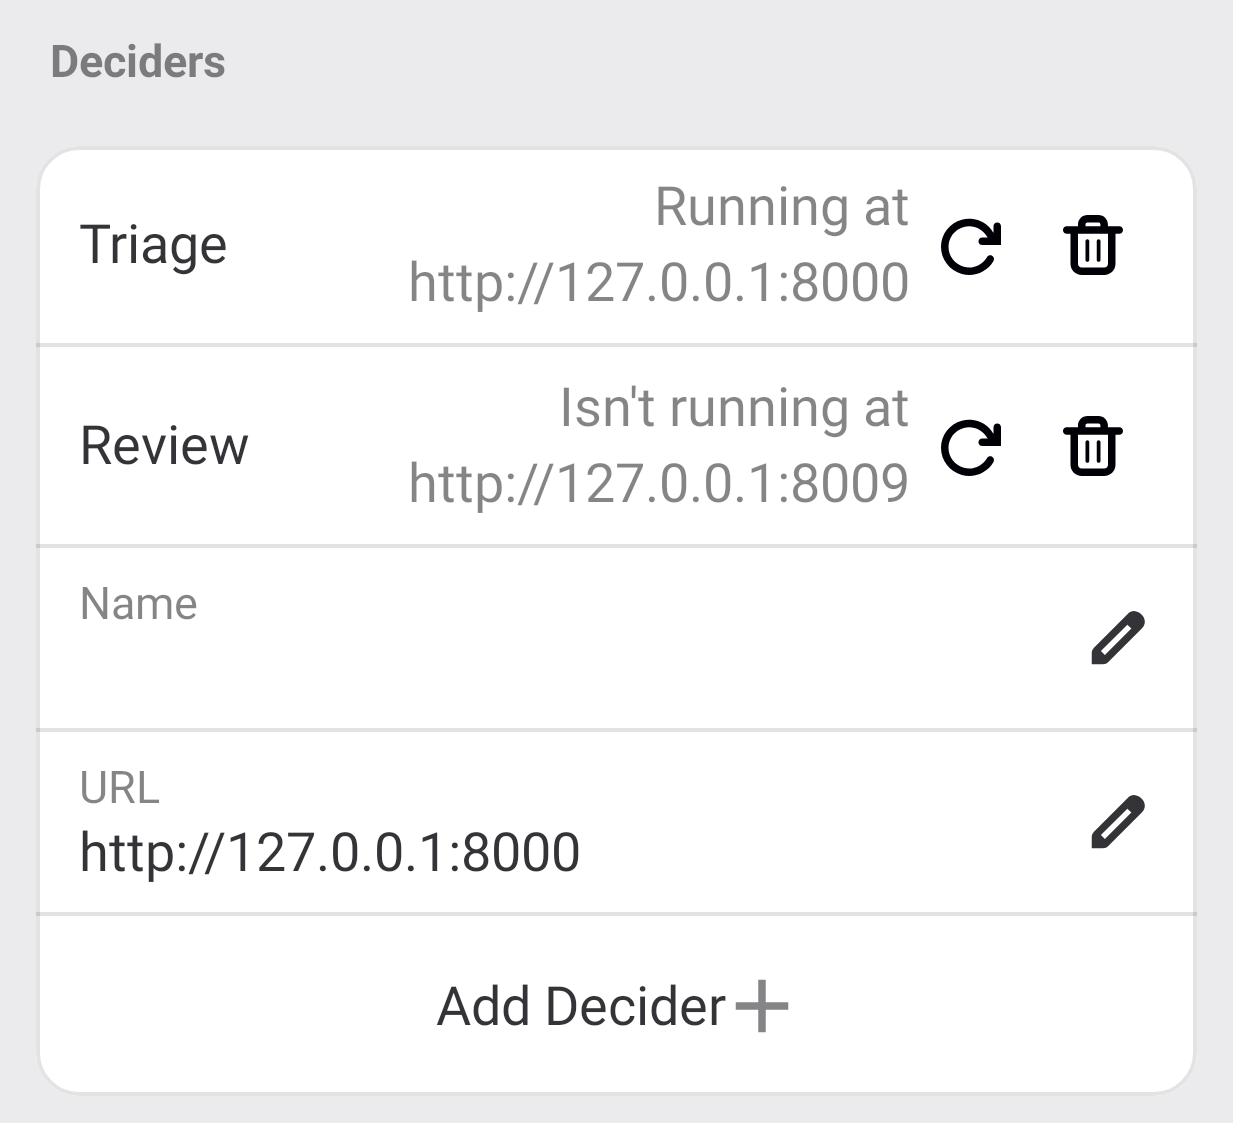 Deciders
Triage
Running at
http://127.0.0.1:8000
Review
Isn't running at
http://127.0.0.1:8009
Name
URL
http://127.0.0.1:8000
Add Decider